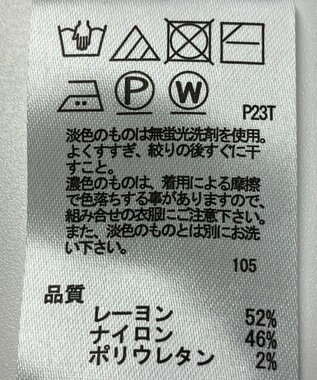 P
W
P23T
淡色のものは無蛍光洗剤を使用。
よくすすぎ、絞りの後すぐに干
すこと。
濃色のものは、着用による摩擦
で色落ちする事がありますので、
組み合せの衣服にご注意下さい。
また、淡色のものとは別にお洗
い下さい。
105
品質
レーヨン 52%
ナイロン 46%
ポリウレタン 2%